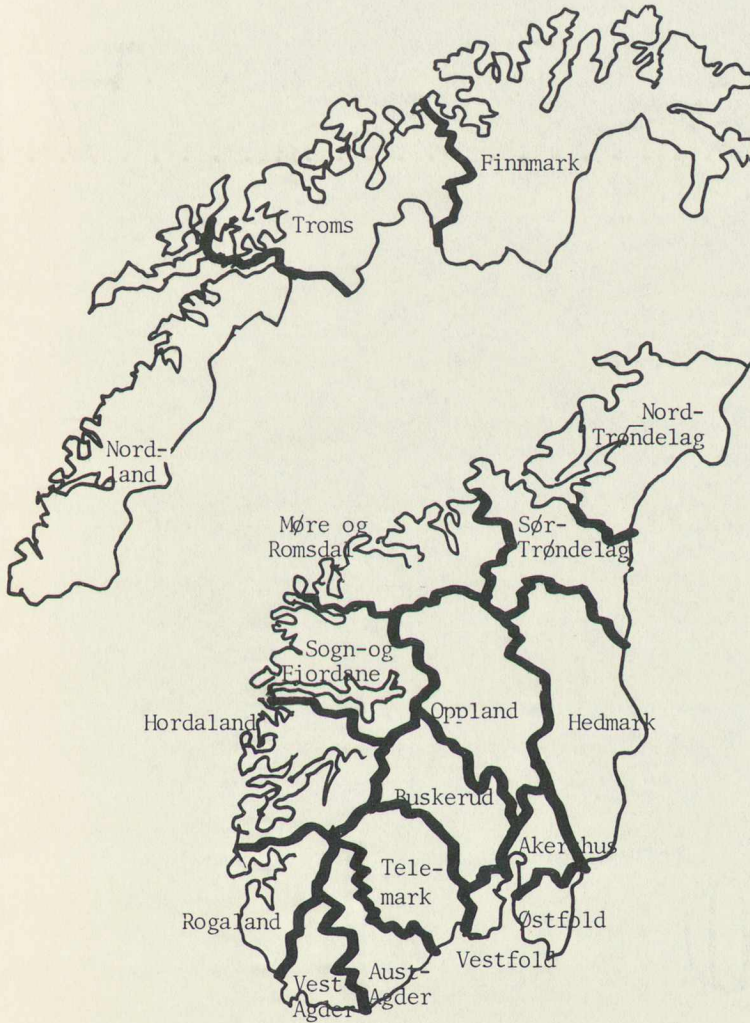 Finnmark
Troms
Nord-
Trøndelag
Nord-
land
Møre og
Romsdal
Sør-
Trøndelag
Sogn-og
Fjordane
Hordaland
Oppland
Hedmark
Buskerud
Akershus
Tele-
mark
Rogaland
Østfold
Vestfold
Vest-
Agder
Aust-
Agder